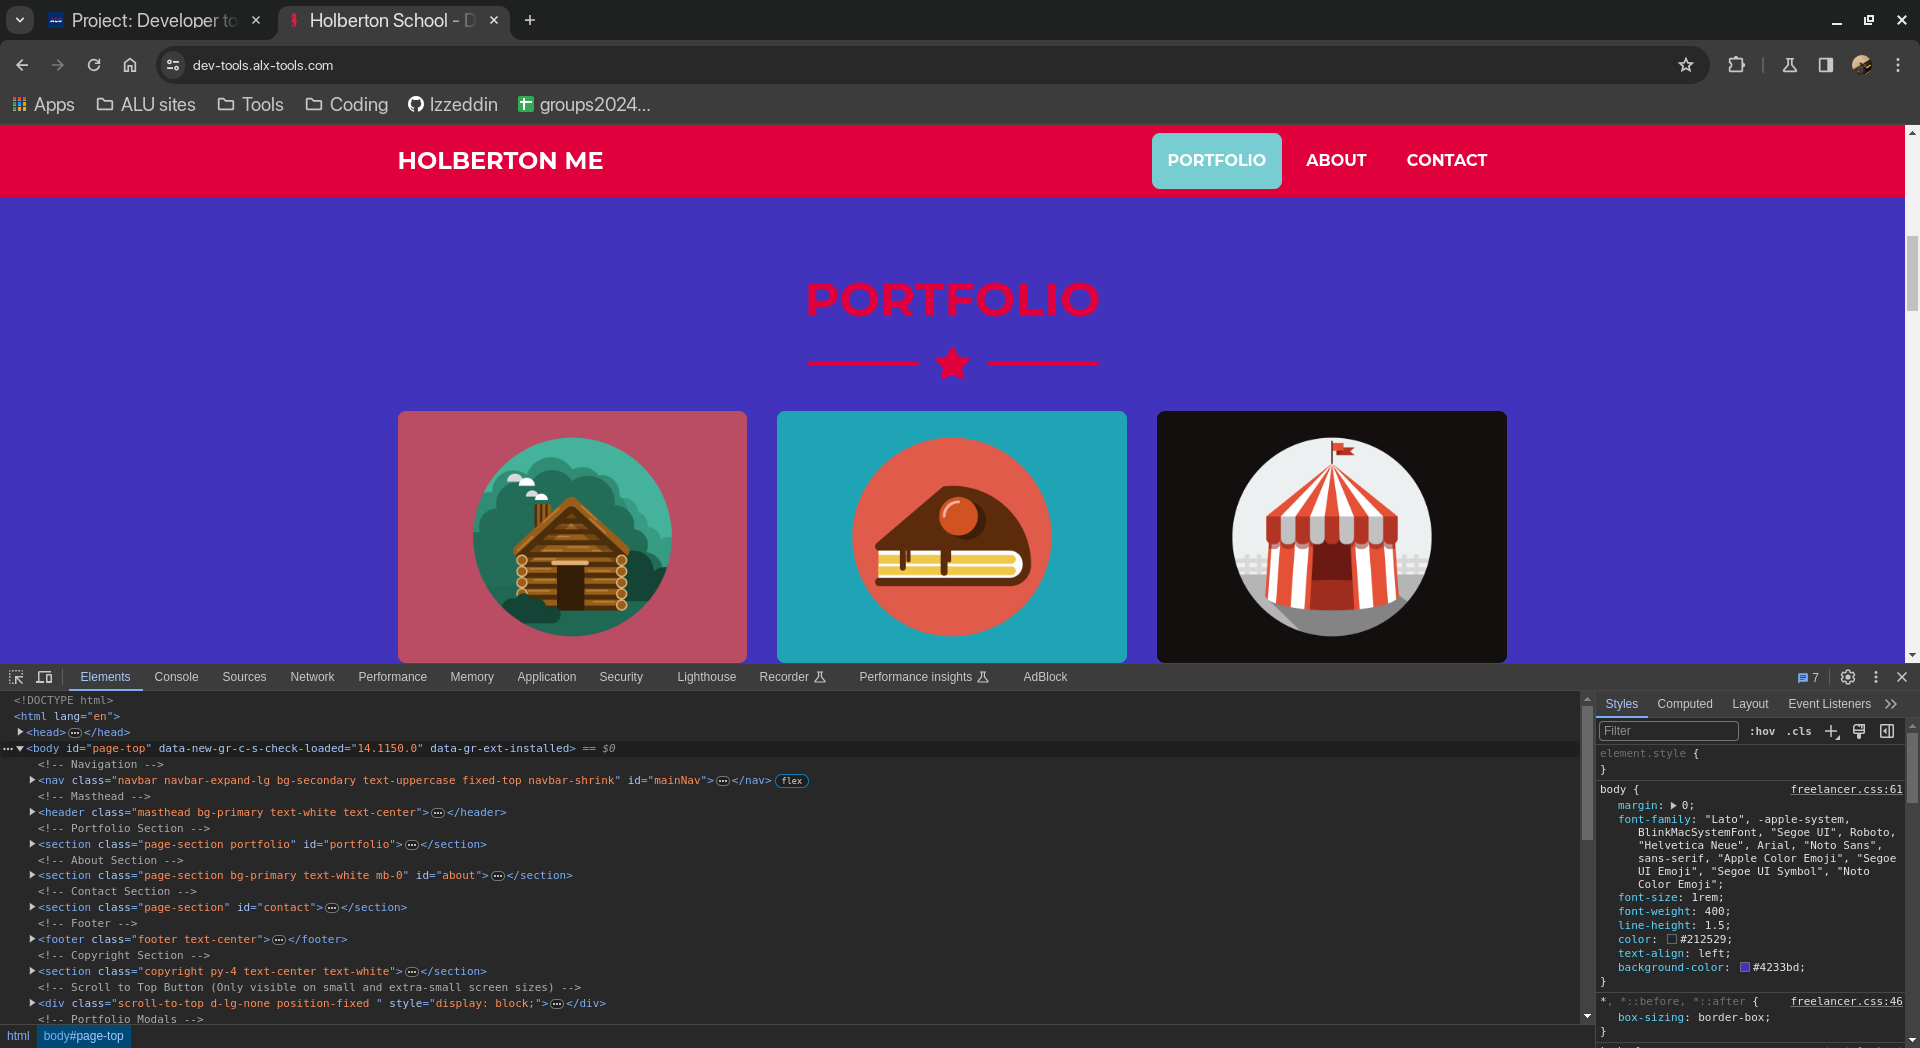 Project: Developer to
Holberton School - D
dev-tools.alx-tools.com
Apps
ALU sites
Tools
Coding
Izzeddin
groups2024...
HOLBERTON ME
PORTFOLIO
ABOUT
CONTACT
PORTFOLIO
Elements
Console
Sources
Network
Performance
Memory
Application
Security
Lighthouse
Recorder
Performance insights
AdBlock
7
<!DOCTYPE html>
<html lang="en">
<head>…</head>
<body id="page-top" data-new-gr-c-s-check-loaded="14.1150.0" data-gr-ext-installed> == $0
<!-- Navigation -->
<nav class="navbar navbar-expand-lg bg-secondary text-uppercase fixed-top navbar-shrink" id="mainNav">…</nav> flex
<!-- Masthead -->
<header class="masthead bg-primary text-white text-center">…</header>
<!-- Portfolio Section -->
<section class="page-section portfolio" id="portfolio">…</section>
<!-- About Section -->
<section class="page-section bg-primary text-white mb-0" id="about">…</section>
<!-- Contact Section -->
<section class="page-section" id="contact">…</section>
<!-- Footer -->
<footer class="footer text-center">…</footer>
<!-- Copyright Section -->
<section class="copyright py-4 text-center text-white">…</section>
<!-- Scroll to Top Button (Only visible on small and extra-small screen sizes) -->
<div class="scroll-to-top d-lg-none position-fixed " style="display: block;">…</div>
<!-- Portfolio Modals -->
html
body#page-top
Styles
Computed
Layout
Event Listeners
Filter
:hov
.cls
element.style {
}
body {
freelancer.css:61
margin: 0;
font-family: "Lato", -apple-system,
BlinkMacSystemFont, "Segoe UI", Roboto,
"Helvetica Neue", Arial, "Noto Sans",
sans-serif, "Apple Color Emoji", "Segoe
UI Emoji", "Segoe UI Symbol", "Noto
Color Emoji";
font-size: 1rem;
font-weight: 400;
line-height: 1.5;
color: #212529;
text-align: left;
background-color: #4233bd;
}
*, *::before, *::after {
freelancer.css:46
box-sizing: border-box;
}